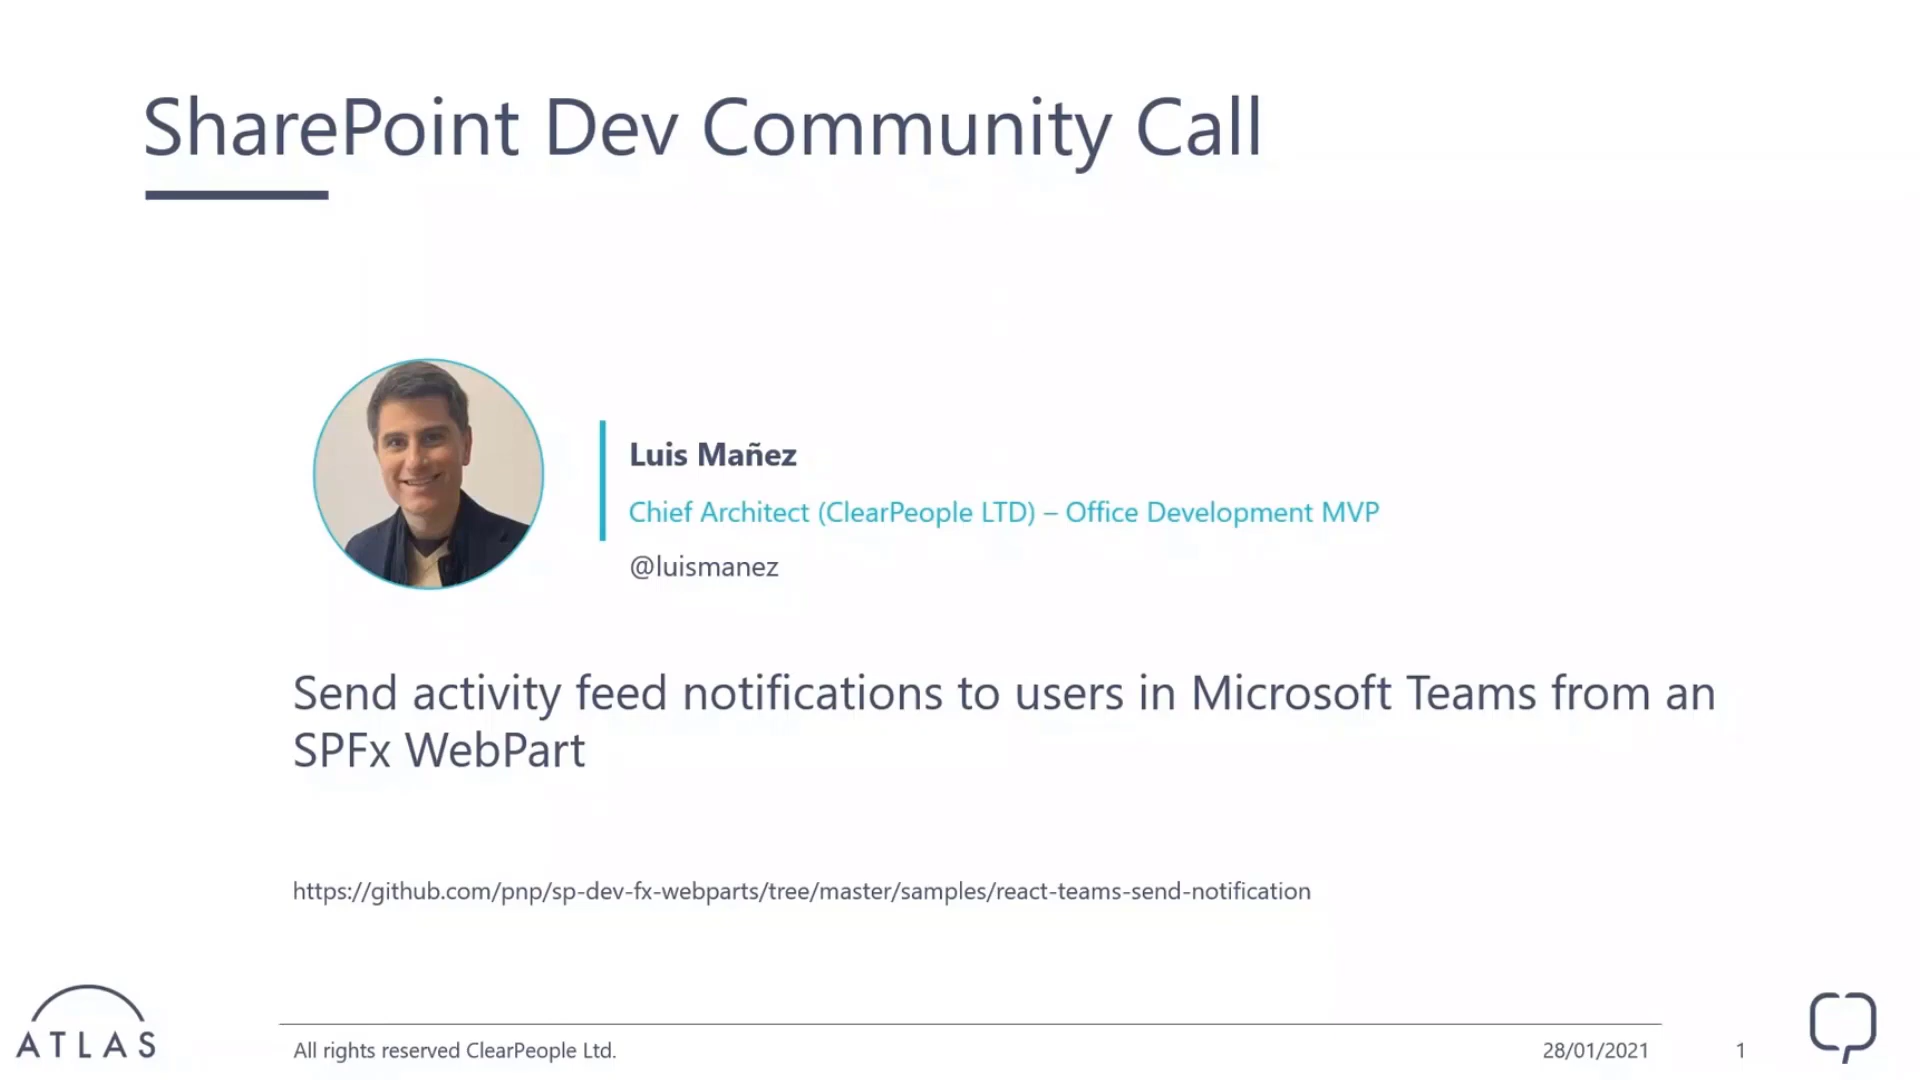 SharePoint Dev Community Call
Luis Mañez
Chief Architect (ClearPeople LTD) – Office Development MVP
@luismanez
Send activity feed notifications to users in Microsoft Teams from an
SPFx WebPart
https://github.com/pnp/sp-dev-fx-webparts/tree/master/samples/react-teams-send-notification
ATLAS
All rights reserved ClearPeople Ltd.
28/01/2021
1